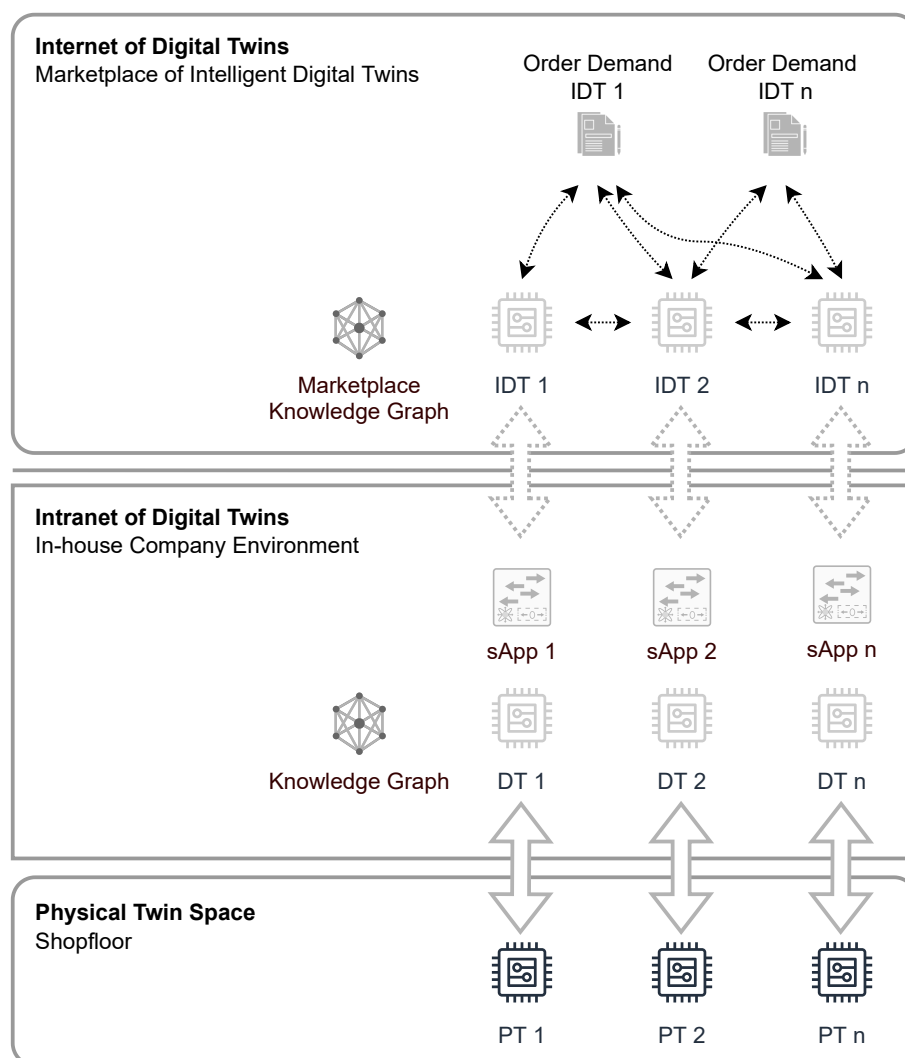 Internet of Digital Twins
Marketplace of Intelligent Digital Twins
Order Demand
IDT 1
Order Demand
IDT n
Marketplace
Knowledge Graph
IDT 1
IDT 2
IDT n
Intranet of Digital Twins
In-house Company Environment
sApp 1
sApp 2
sApp n
Knowledge Graph
DT 1
DT 2
DT n
Physical Twin Space
Shopfloor
PT 1
PT 2
PT n